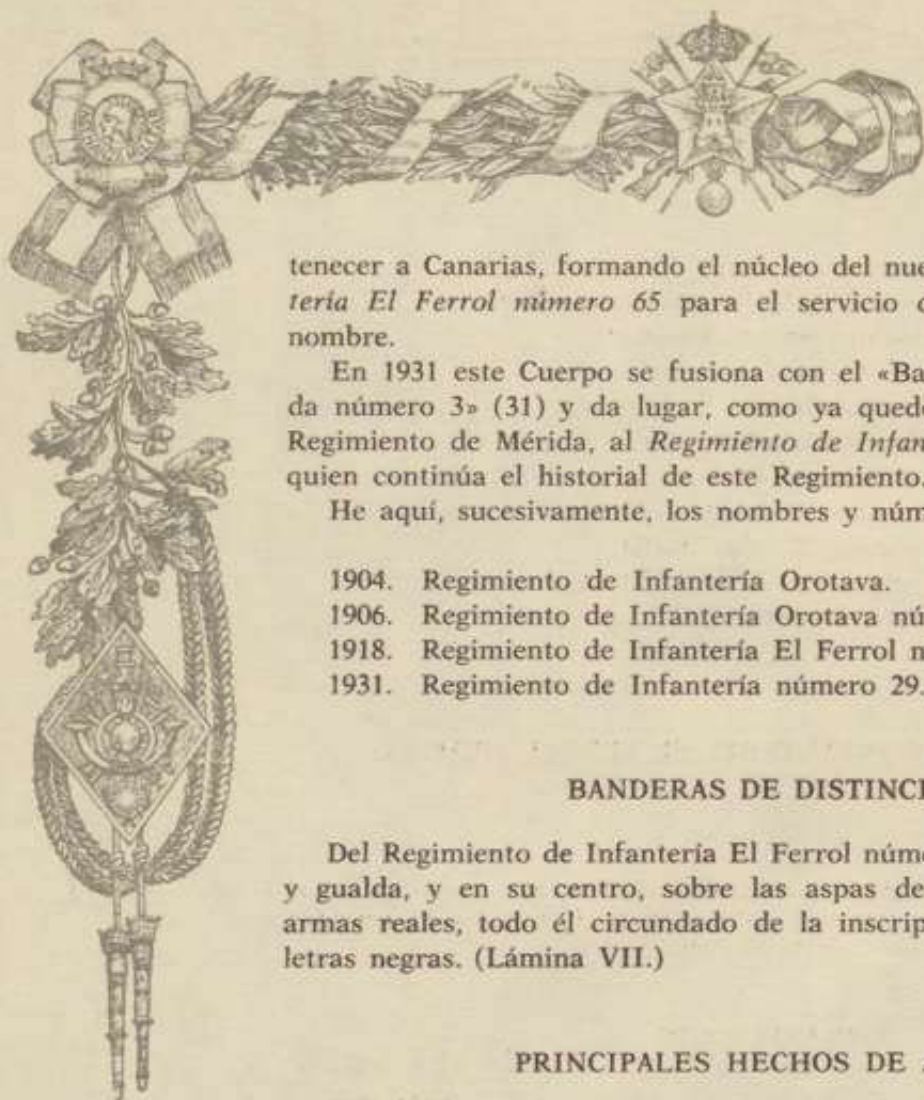 tenecer a Canarias, formando el núcleo del nue
tería El Ferrol número 65 para el servicio d
nombre.
En 1931 este Cuerpo se fusiona con el «Ba
da número 3» (31) y da lugar, como ya qued
Regimiento de Mérida, al Regimiento de Infan
quien continúa el historial de este Regimiento.
He aquí, sucesivamente, los nombres y núm
1904. Regimiento de Infantería Orotava.
1906. Regimiento de Infantería Orotava nú
1918. Regimiento de Infantería El Ferrol n
1931. Regimiento de Infantería número 29.
BANDERAS DE DISTINCI
Del Regimiento de Infantería El Ferrol núme
y gualda, y en su centro, sobre las aspas de
armas reales, todo él circundado de la inscrip
letras negras. (Lámina VII.)
PRINCIPALES HECHOS DE